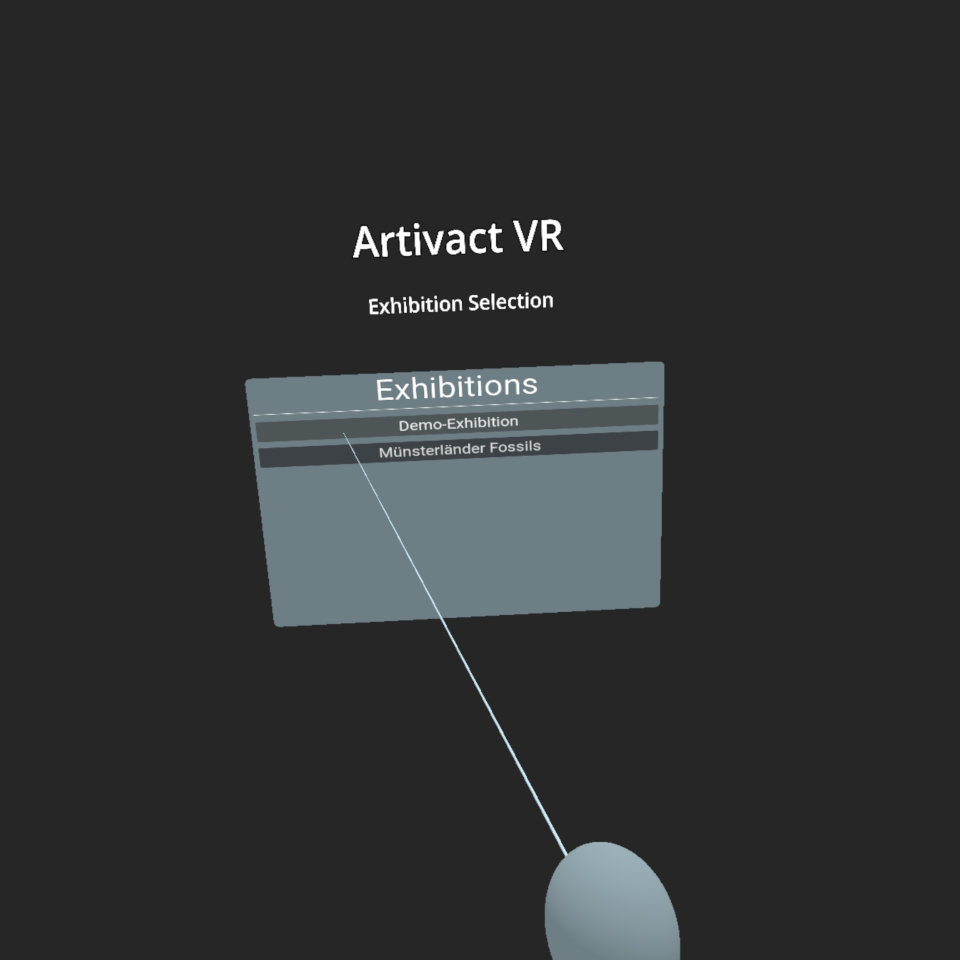 Artivact VR
Exhibition Selection
Exhibitions
Demo-Exhibition
Münsterländer Fossils